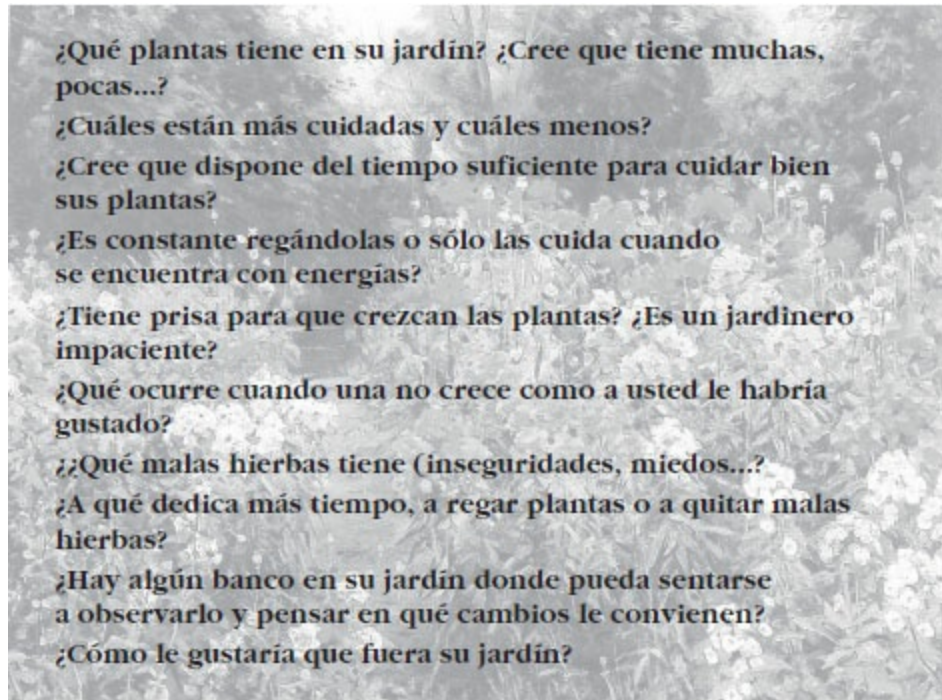 ¿Qué plantas tiene en su jardín? ¿Cree que tiene muchas,
pocas...?
¿Cuáles están más cuidadas y cuáles menos?
¿Cree que dispone del tiempo suficiente para cuidar bien
sus plantas?
¿Es constante regándolas o sólo las cuida cuando
se encuentra con energías?
¿Tiene prisa para que crezcan las plantas? ¿Es un jardinero
impaciente?
¿Qué ocurre cuando una no crece como a usted le habría
gustado?
¿¿Qué malas hierbas tiene (inseguridades, miedos...?
¿A qué dedica más tiempo, a regar plantas o a quitar malas
hierbas?
¿Hay algún banco en su jardín donde pueda sentarse
a observarlo y pensar en qué cambios le convienen?
¿Cómo le gustaría que fuera su jardín?